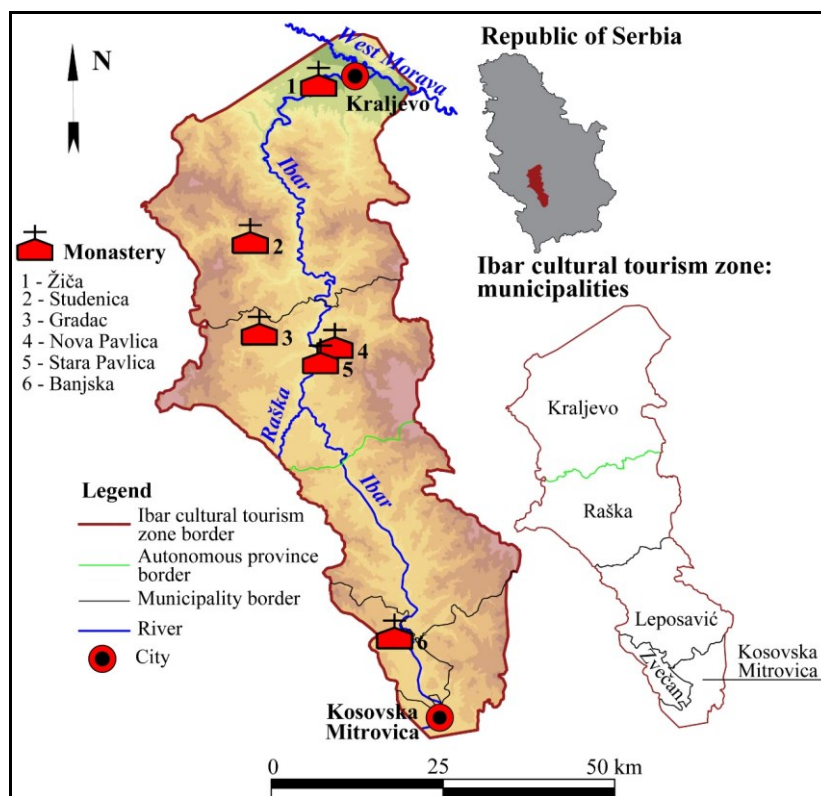 N
West Morava
1
Kraljevo
Ibar
Monastery
1 - Žiča
2 - Studenica
3 - Gradac
4 - Nova Pavlica
5 - Stara Pavlica
6 - Banjska
2
3
4
5
Raška
Ibar
6
Kosovska
Mitrovica
Legend
Ibar cultural tourism
zone border
Autonomous province
border
Municipality border
River
City
0 25 50 km
Republic of Serbia
Ibar cultural tourism zone:
municipalities
Kraljevo
Raška
Leposavić
Zvečan
Kosovska
Mitrovica